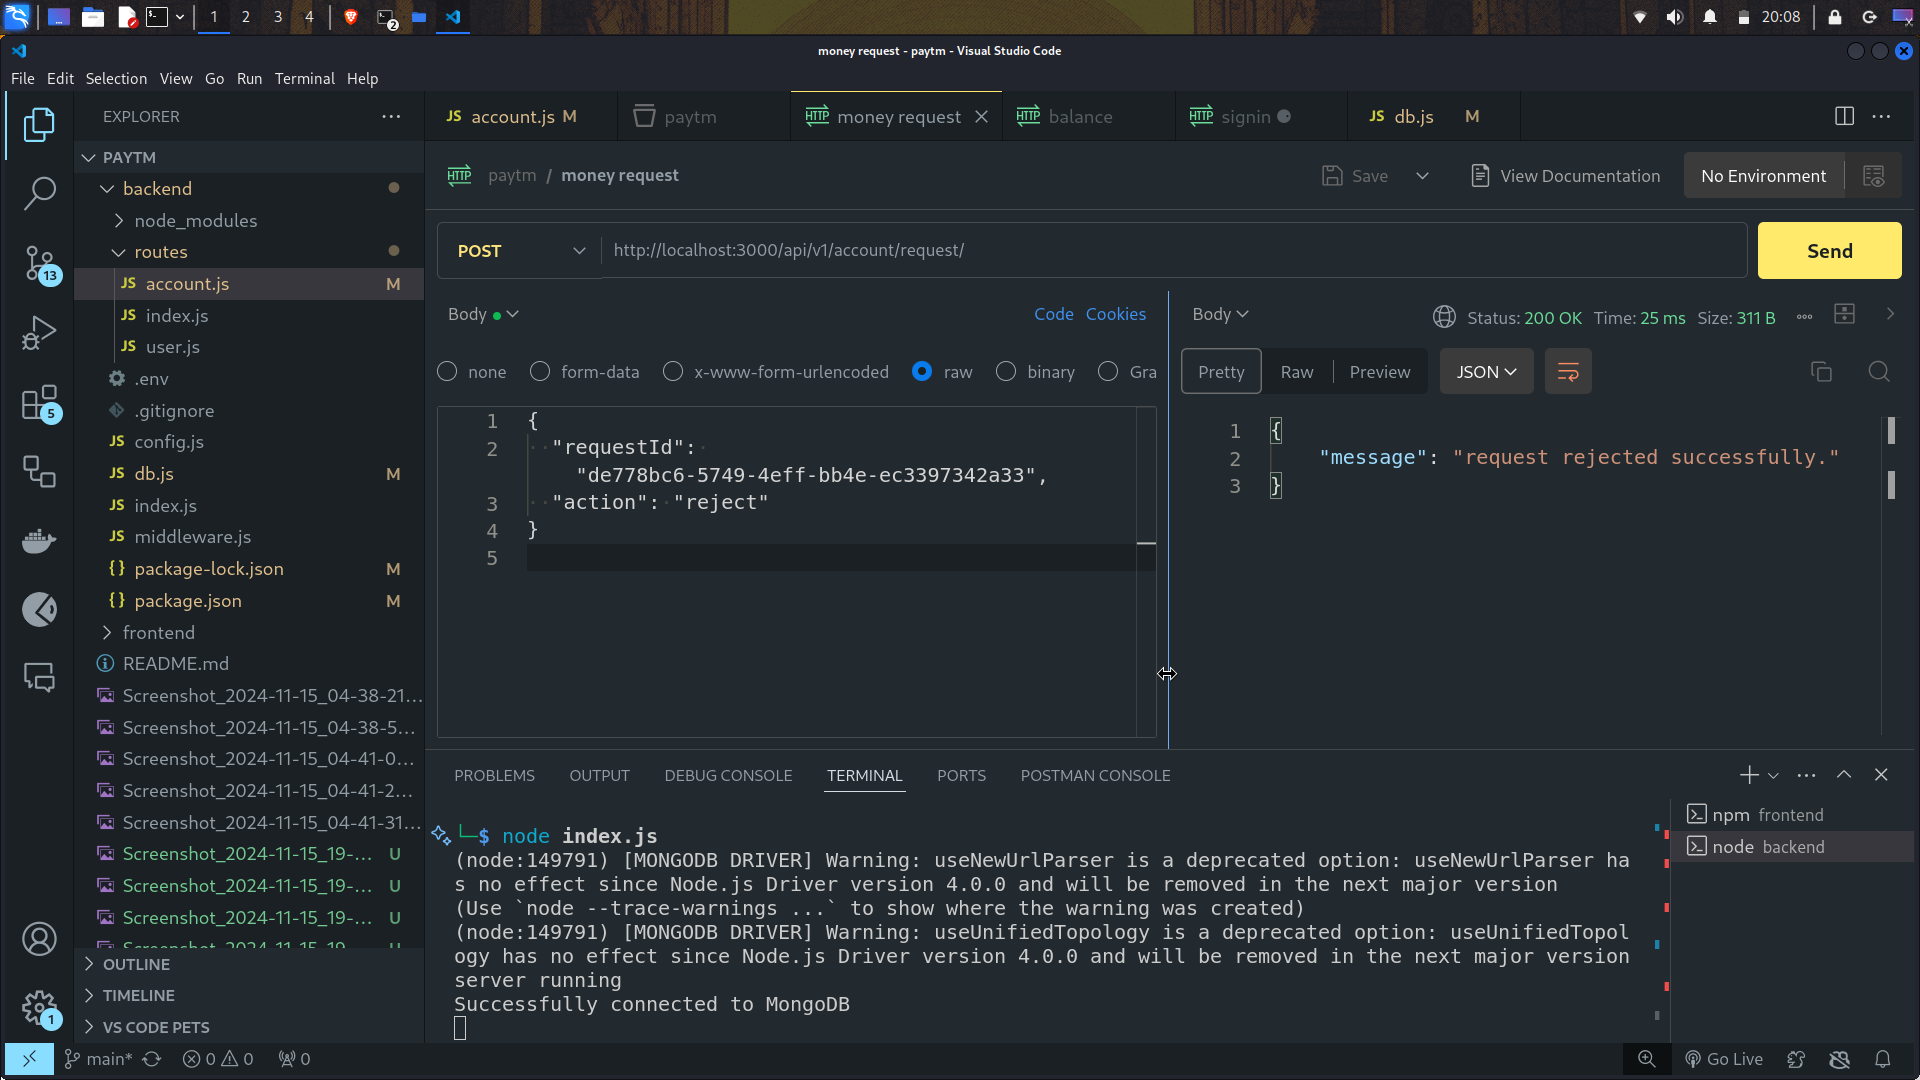 1 2 3 4 2 20:08
money request - paytm - Visual Studio Code
File Edit Selection View Go Run Terminal Help
EXPLORER
PAYTM
backend
node_modules
routes
JS account.js M
JS index.js
JS user.js
.env
.gitignore
JS config.js
JS db.js M
JS index.js
JS middleware.js
{} package-lock.json M
{} package.json M
frontend
README.md
Screenshot_2024-11-15_04-38-21...
Screenshot_2024-11-15_04-38-5...
Screenshot_2024-11-15_04-41-0...
Screenshot_2024-11-15_04-41-2...
Screenshot_2024-11-15_04-41-31...
Screenshot_2024-11-15_19-... U
Screenshot_2024-11-15_19-... U
Screenshot_2024-11-15_19-... U
OUTLINE
TIMELINE
VS CODE PETS
13
5
1
JS account.js M paytm HTTP money request HTTP balance HTTP signin JS db.js M
HTTP paytm / money request Save View Documentation No Environment
POST http://localhost:3000/api/v1/account/request/ Send
Body Code Cookies
none form-data x-www-form-urlencoded raw binary Gra
1 {
2 "requestId":
"de778bc6-5749-4eff-bb4e-ec3397342a33",
3 "action": "reject"
4 }
5
Body Status: 200 OK Time: 25 ms Size: 311 B
Pretty Raw Preview JSON
1 {
2 "message": "request rejected successfully."
3 }
PROBLEMS OUTPUT DEBUG CONSOLE TERMINAL PORTS POSTMAN CONSOLE
└─$ node index.js
(node:149791) [MONGODB DRIVER] Warning: useNewUrlParser is a deprecated option: useNewUrlParser ha
s no effect since Node.js Driver version 4.0.0 and will be removed in the next major version
(Use `node --trace-warnings ...` to show where the warning was created)
(node:149791) [MONGODB DRIVER] Warning: useUnifiedTopology is a deprecated option: useUnifiedTopol
ogy has no effect since Node.js Driver version 4.0.0 and will be removed in the next major version
server running
Successfully connected to MongoDB
npm frontend
node backend
main* 0 0 0 Go Live